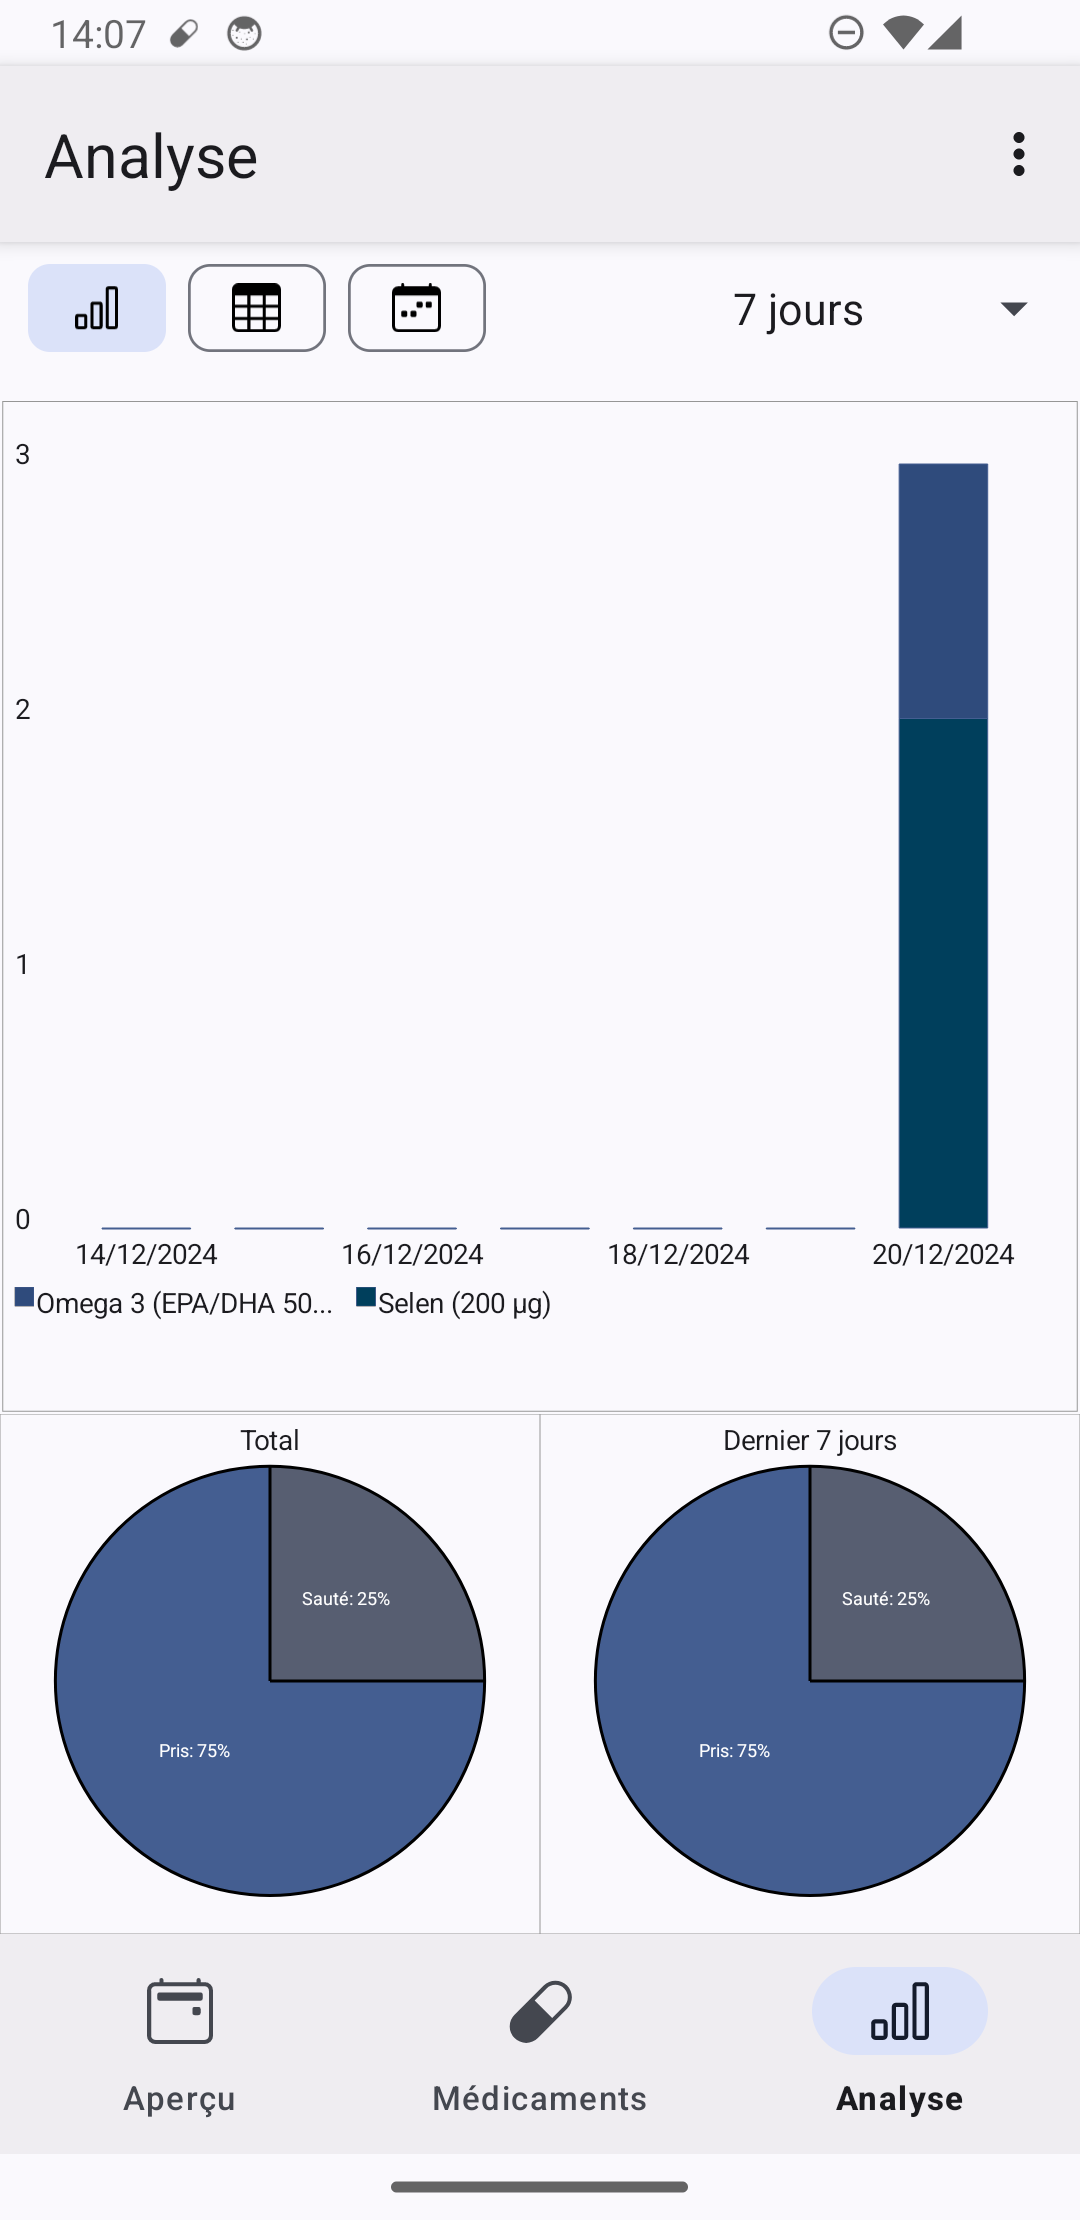 14:07
Analyse
7 jours
3
2
1
0
14/12/2024 16/12/2024 18/12/2024 20/12/2024
Omega 3 (EPA/DHA 50... Selen (200 µg)
Total
Sauté: 25%
Pris: 75%
Dernier 7 jours
Sauté: 25%
Pris: 75%
Aperçu Médicaments Analyse